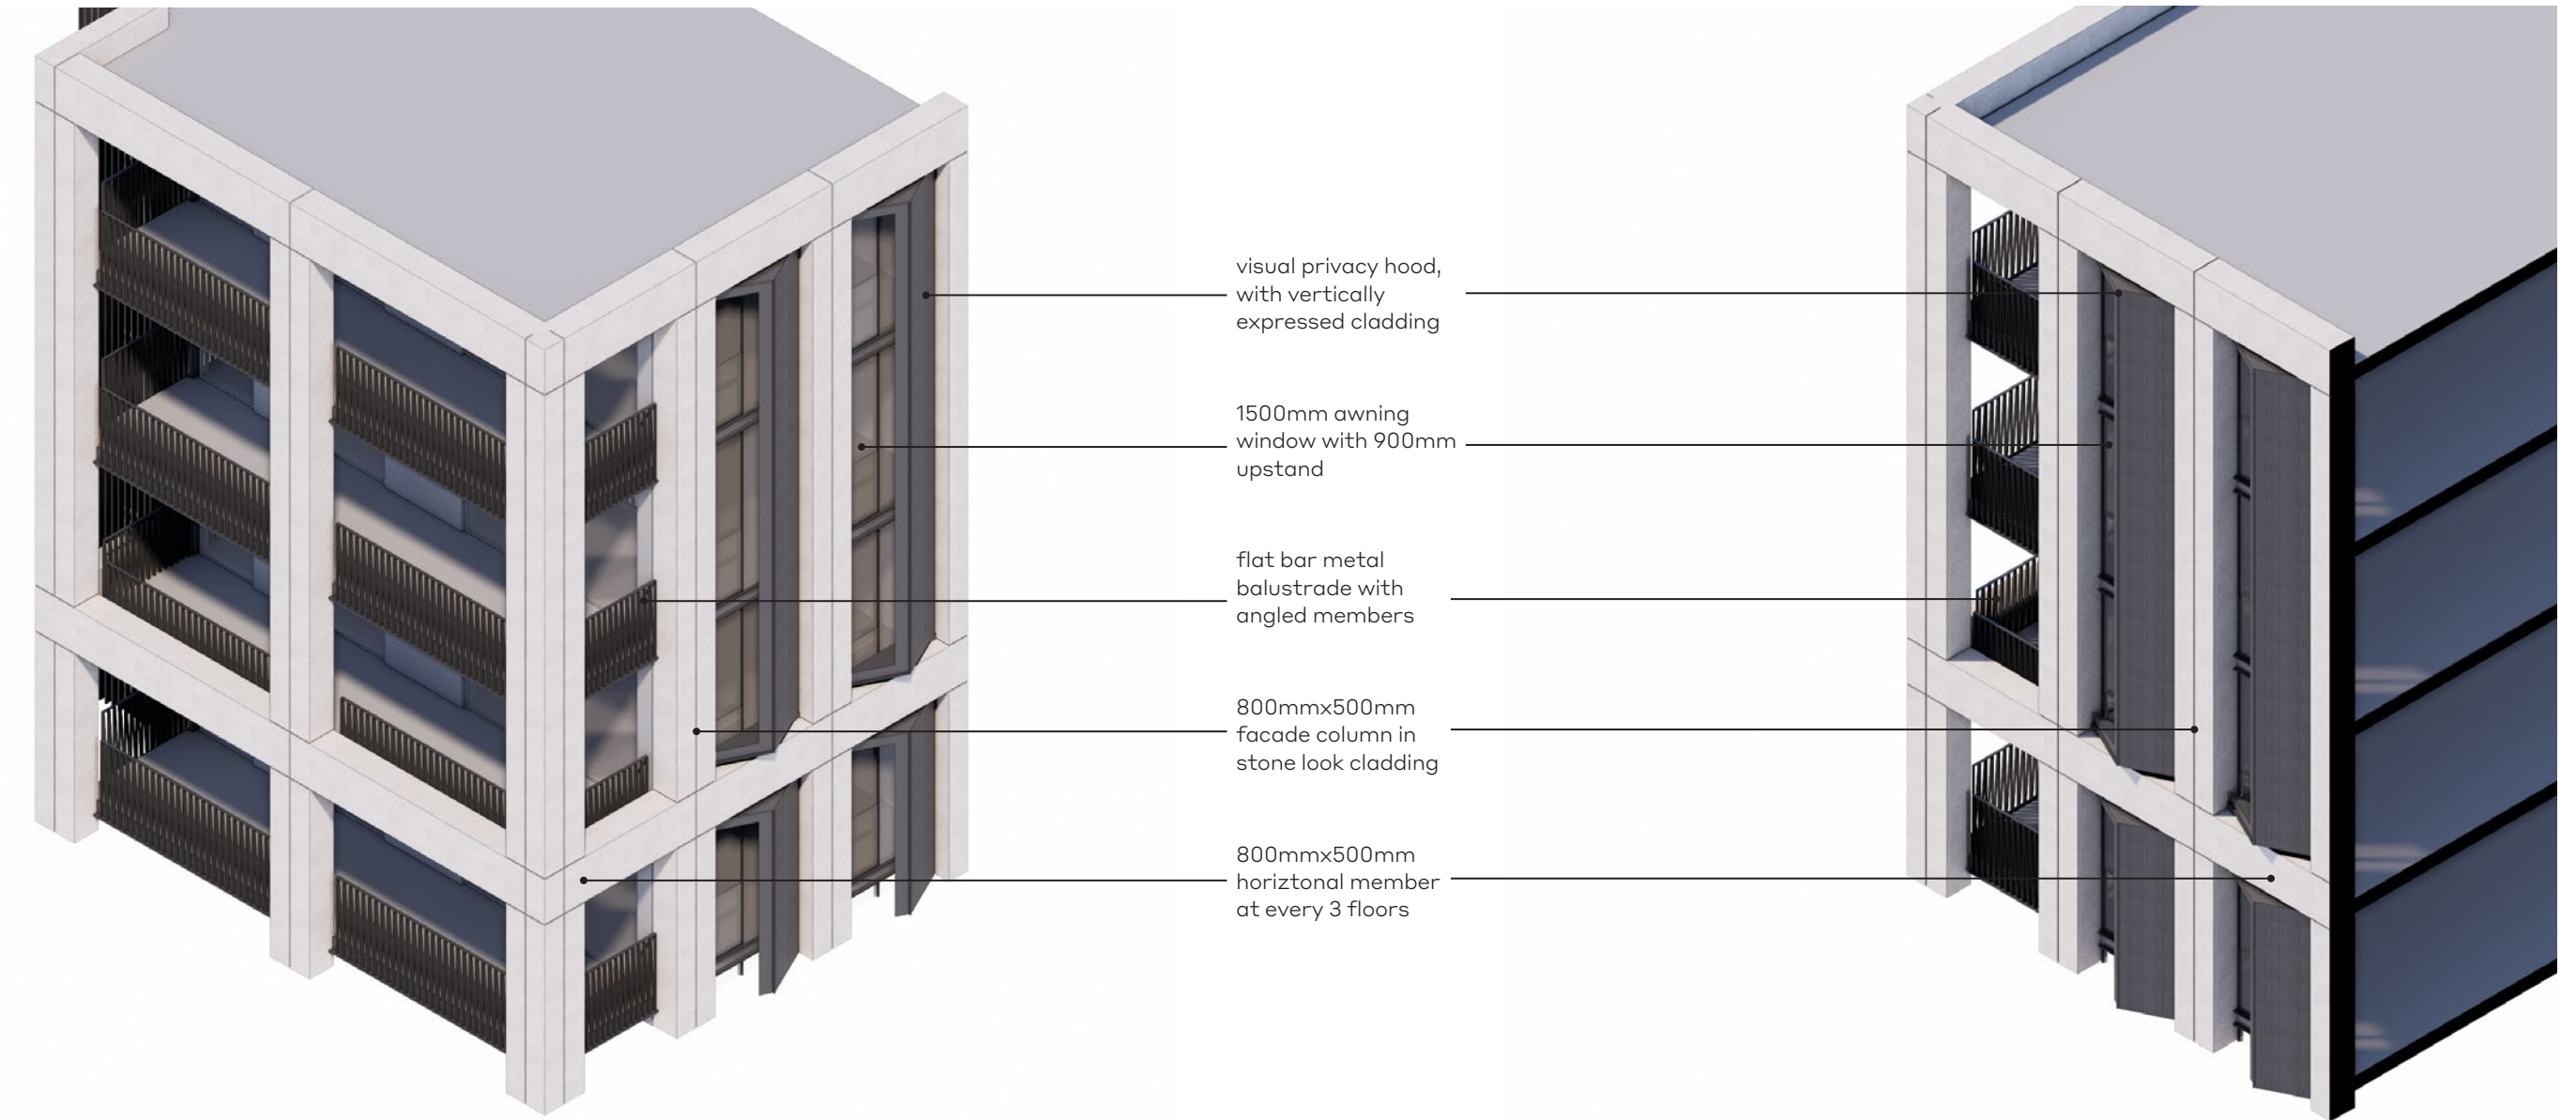 visual privacy hood,
with vertically
expressed cladding
1500mm awning
window with 900mm
upstand
flat bar metal
balustrade with
angled members
800mmx500mm
facade column in
stone look cladding
800mmx500mm
horiztonal member
at every 3 floors